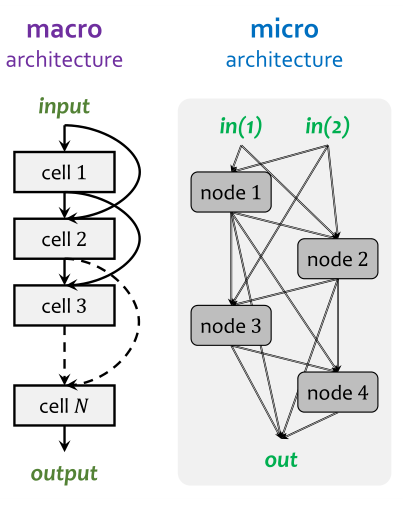 macro
architecture
input
cell 1
cell 2
cell 3
cell N
output
micro
architecture
in(1) in(2)
node 1
node 2
node 3
node 4
out